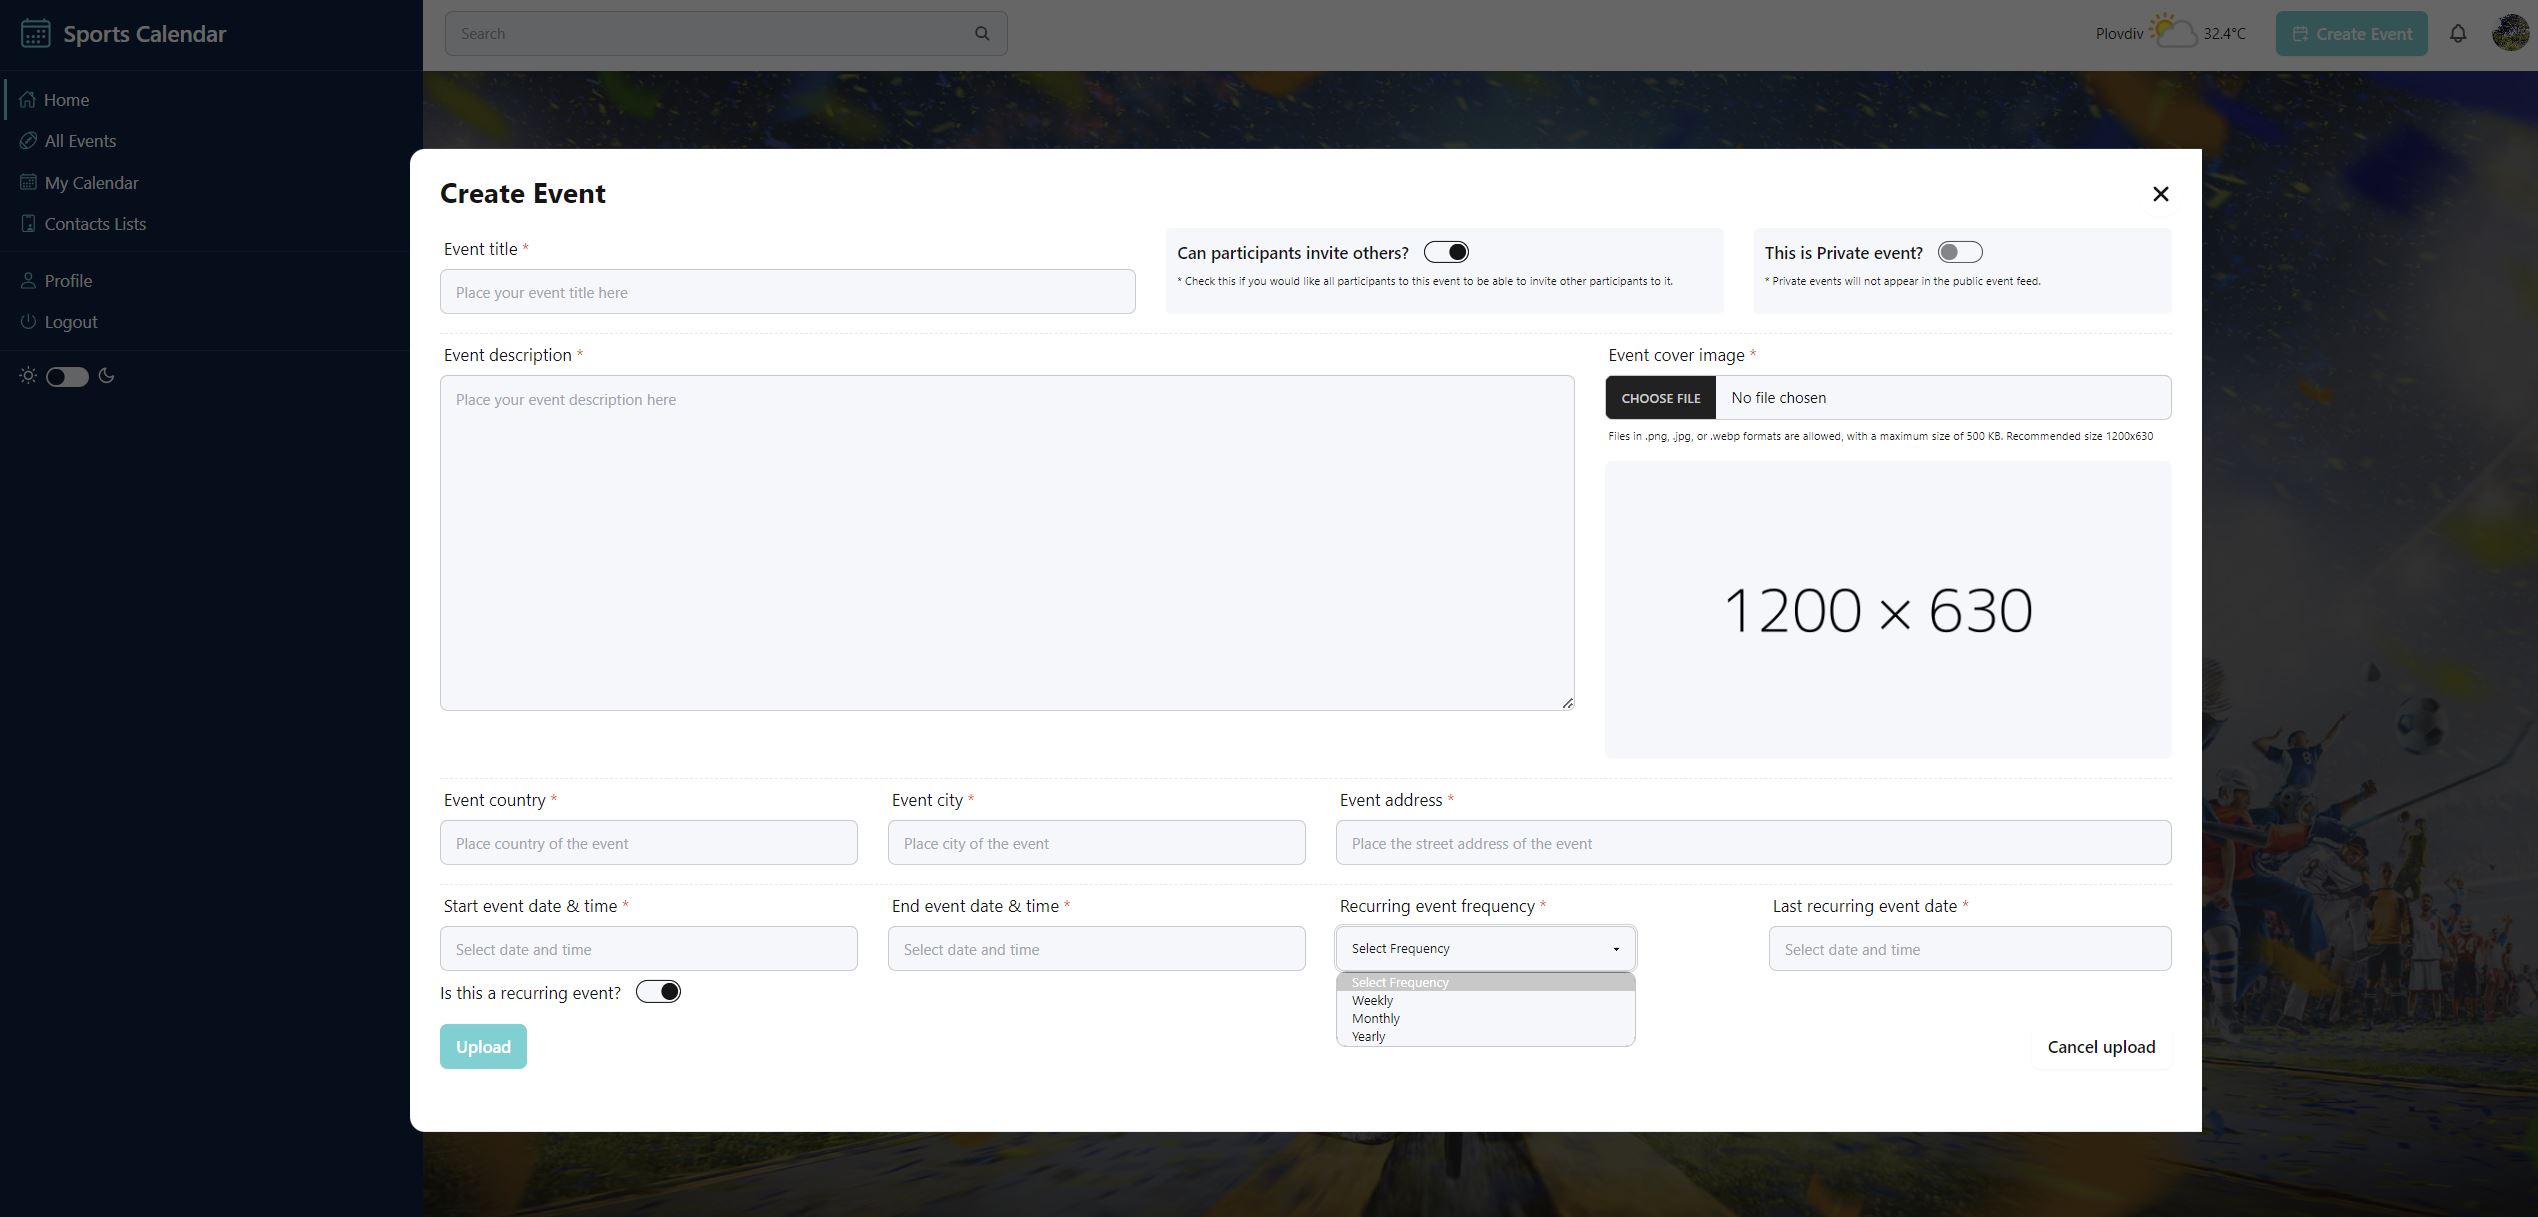 Sports Calendar
Search
Plovdiv 32.4°C
Create Event
Home
All Events
My Calendar
Contacts Lists
Profile
Logout
Create Event
Event title *
Place your event title here
Can participants invite others?
* Check this if you would like all participants to this event to be able to invite other participants to it.
This is Private event?
* Private events will not appear in the public event feed.
Event description *
Place your event description here
Event cover image *
CHOOSE FILE No file chosen
Files in .png, .jpg, or .webp formats are allowed, with a maximum size of 500 KB. Recommended size 1200x630
1200 × 630
Event country *
Place country of the event
Event city *
Place city of the event
Event address *
Place the street address of the event
Start event date & time *
Select date and time
End event date & time *
Select date and time
Recurring event frequency *
Select Frequency
Select Frequency
Weekly
Monthly
Yearly
Last recurring event date *
Select date and time
Is this a recurring event?
Upload
Cancel upload